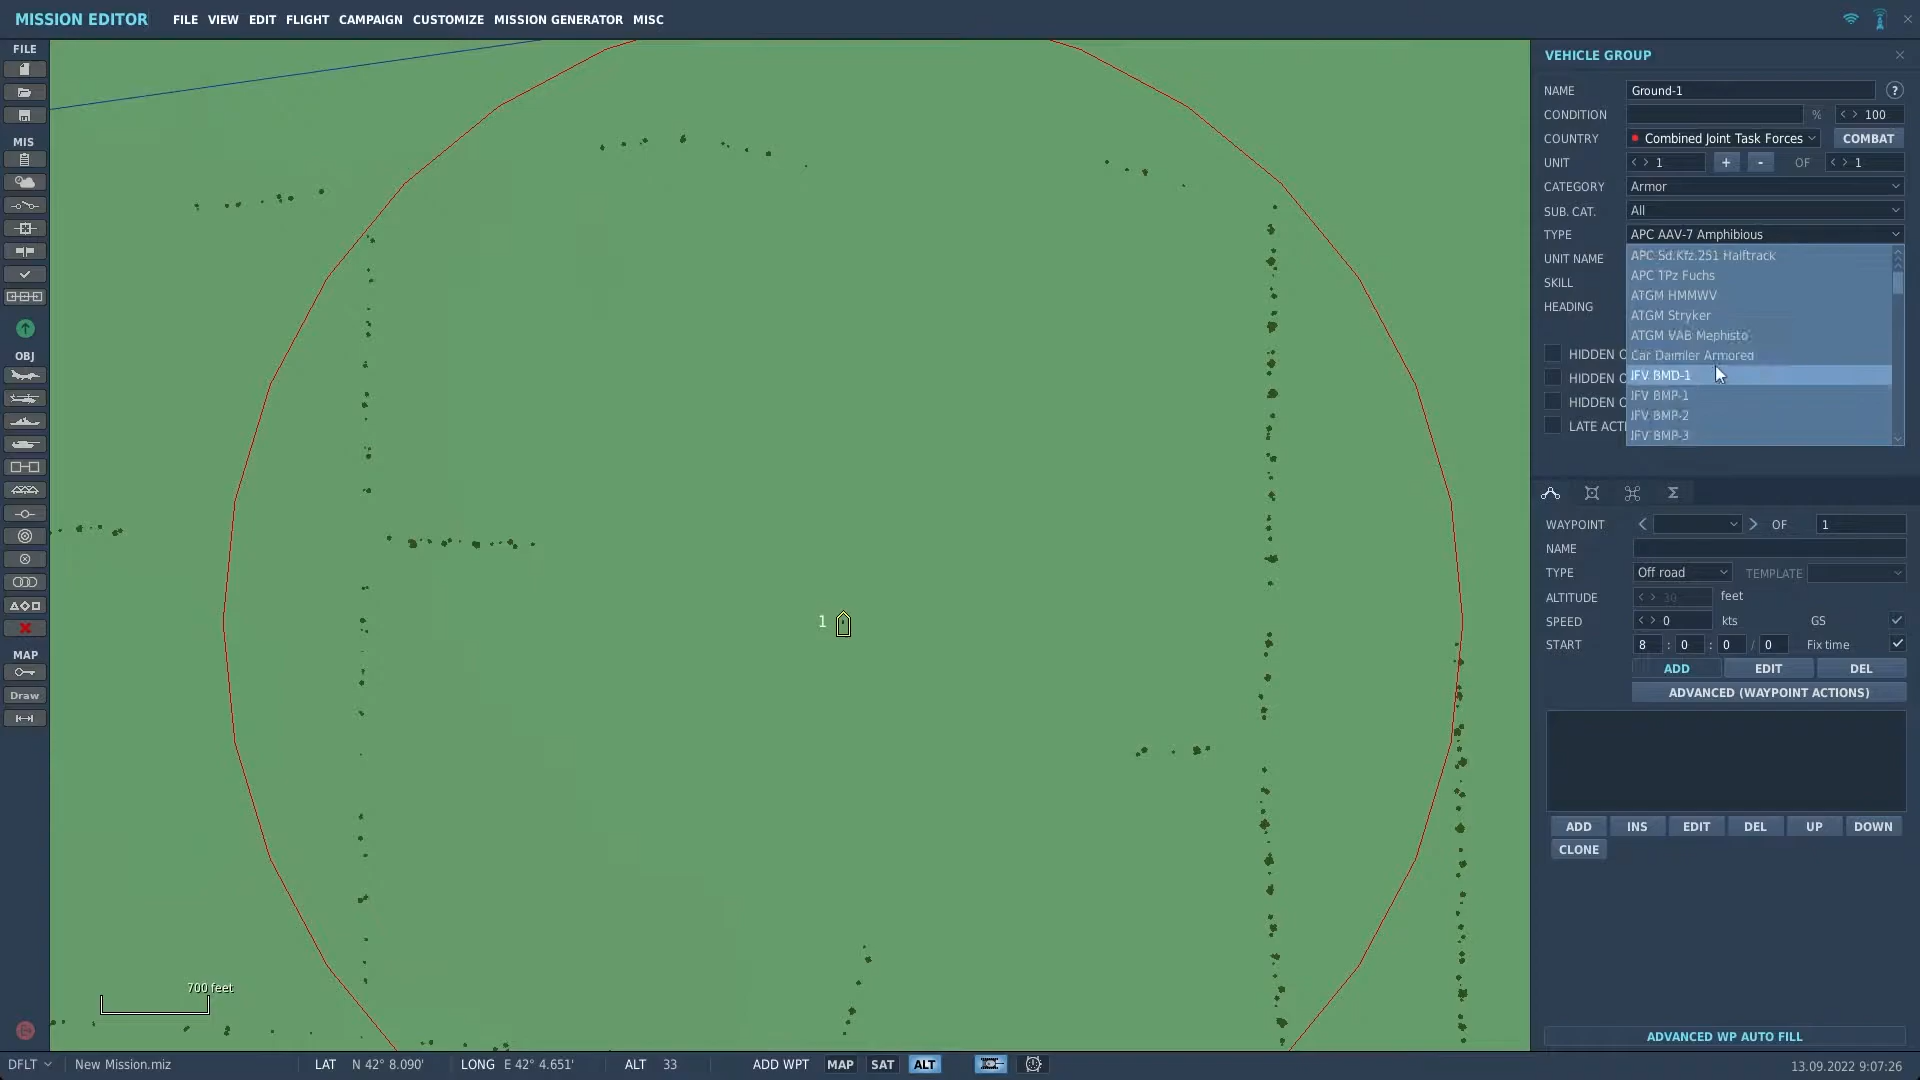 MISSION EDITOR FILE VIEW EDIT FLIGHT CAMPAIGN CUSTOMIZE MISSION GENERATOR MISC
FILE
MIS
OBJ
MAP
Draw
1
700 feet
VEHICLE GROUP
NAME Ground-1 ?
CONDITION % < > 100
COUNTRY Combined Joint Task Forces COMBAT
UNIT < > 1 + - OF < > 1
CATEGORY Armor
SUB. CAT. All
TYPE APC AAV-7 Amphibious
UNIT NAME
SKILL
HEADING
APC Sd.Kfz.251 Halftrack
APC TPz Fuchs
ATGM HMMWV
ATGM Stryker
ATGM VAB Mephisto
Car Daimler Armored
IFV BMD-1
IFV BMP-1
IFV BMP-2
IFV BMP-3
HIDDEN O
HIDDEN O
HIDDEN O
LATE ACTI
WAYPOINT < > OF 1
NAME
TYPE Off road TEMPLATE
ALTITUDE < > 30 feet
SPEED < > 0 kts GS
START 8 : 0 : 0 / 0 Fix time
ADD EDIT DEL
ADVANCED (WAYPOINT ACTIONS)
ADD INS EDIT DEL UP DOWN
CLONE
ADVANCED WP AUTO FILL
DFLT New Mission.miz LAT N 42° 8.090' LONG E 42° 4.651' ALT 33 ADD WPT MAP SAT ALT 13.09.2022 9:07:26